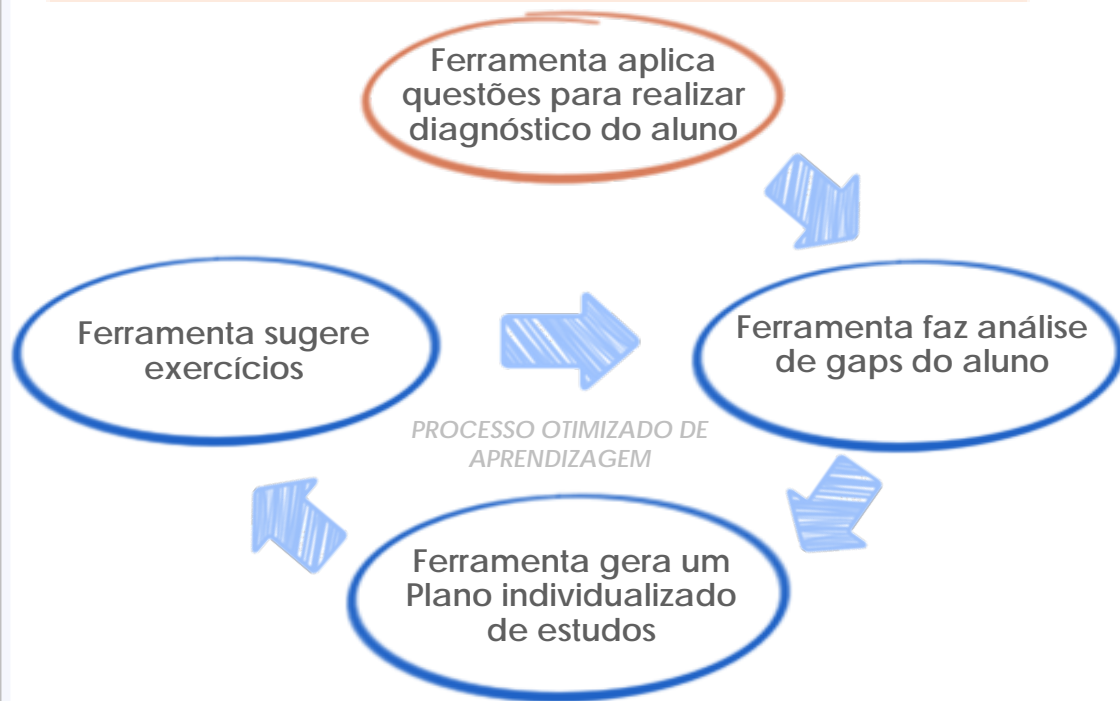 Ferramenta aplica
questões para realizar
diagnóstico do aluno
Ferramenta sugere
exercícios
Ferramenta faz análise
de gaps do aluno
PROCESSO OTIMIZADO DE
APRENDIZAGEM
Ferramenta gera um
Plano individualizado
de estudos